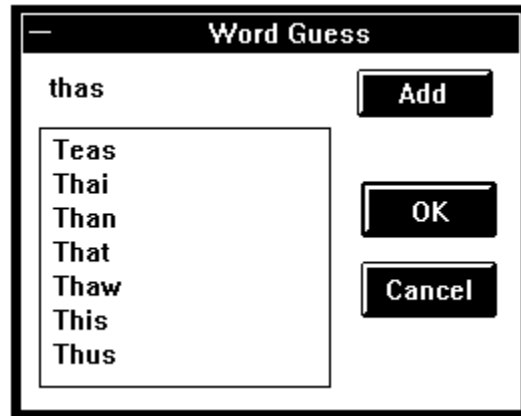 Word Guess
thas
Add
Teas
Thai
Than
That
Thaw
This
Thus
OK
Cancel